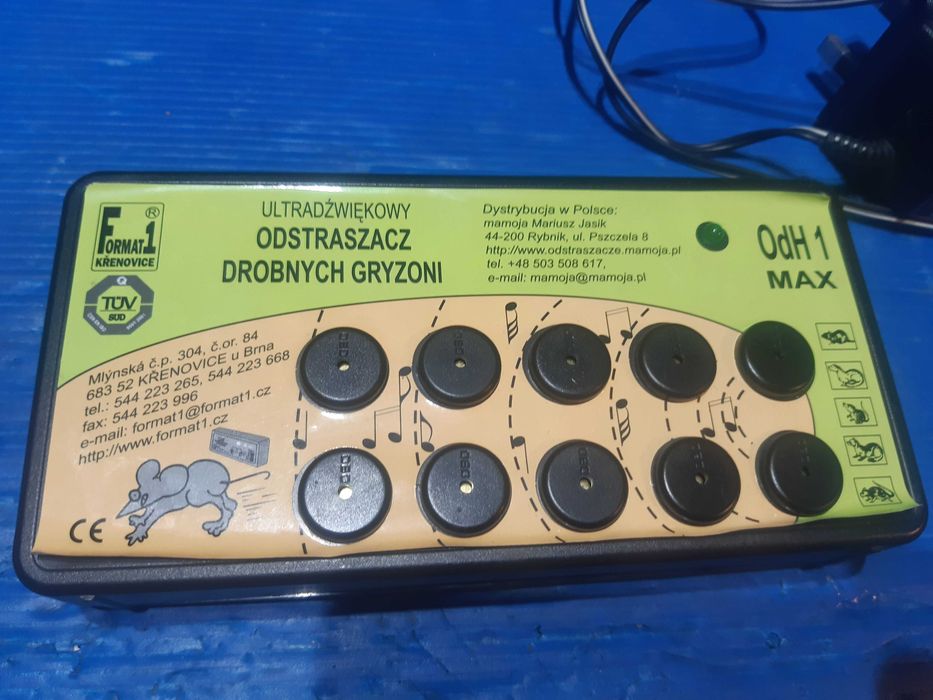 FORMAT1 ®
KŘENOVICE
ULTRADŹWIĘKOWY
ODSTRASZACZ
DROBNYCH GRYZONI
Dystrybucja w Polsce:
mamoja Mariusz Jasik
44-200 Rybnik, ul. Pszczela 8
http://www.odstraszacze.mamoja.pl
tel. +48 503 508 617,
e-mail: mamoja@mamoja.pl
OdH 1
MAX
Q
TÜV
SUD
Mlýnská č.p. 304, č.or. 84
683 52 KŘENOVICE u Brna
tel.: 544 223 265, 544 223 668
fax: 544 223 996
e-mail: format1@format1.cz
http://www.format1.cz
CE